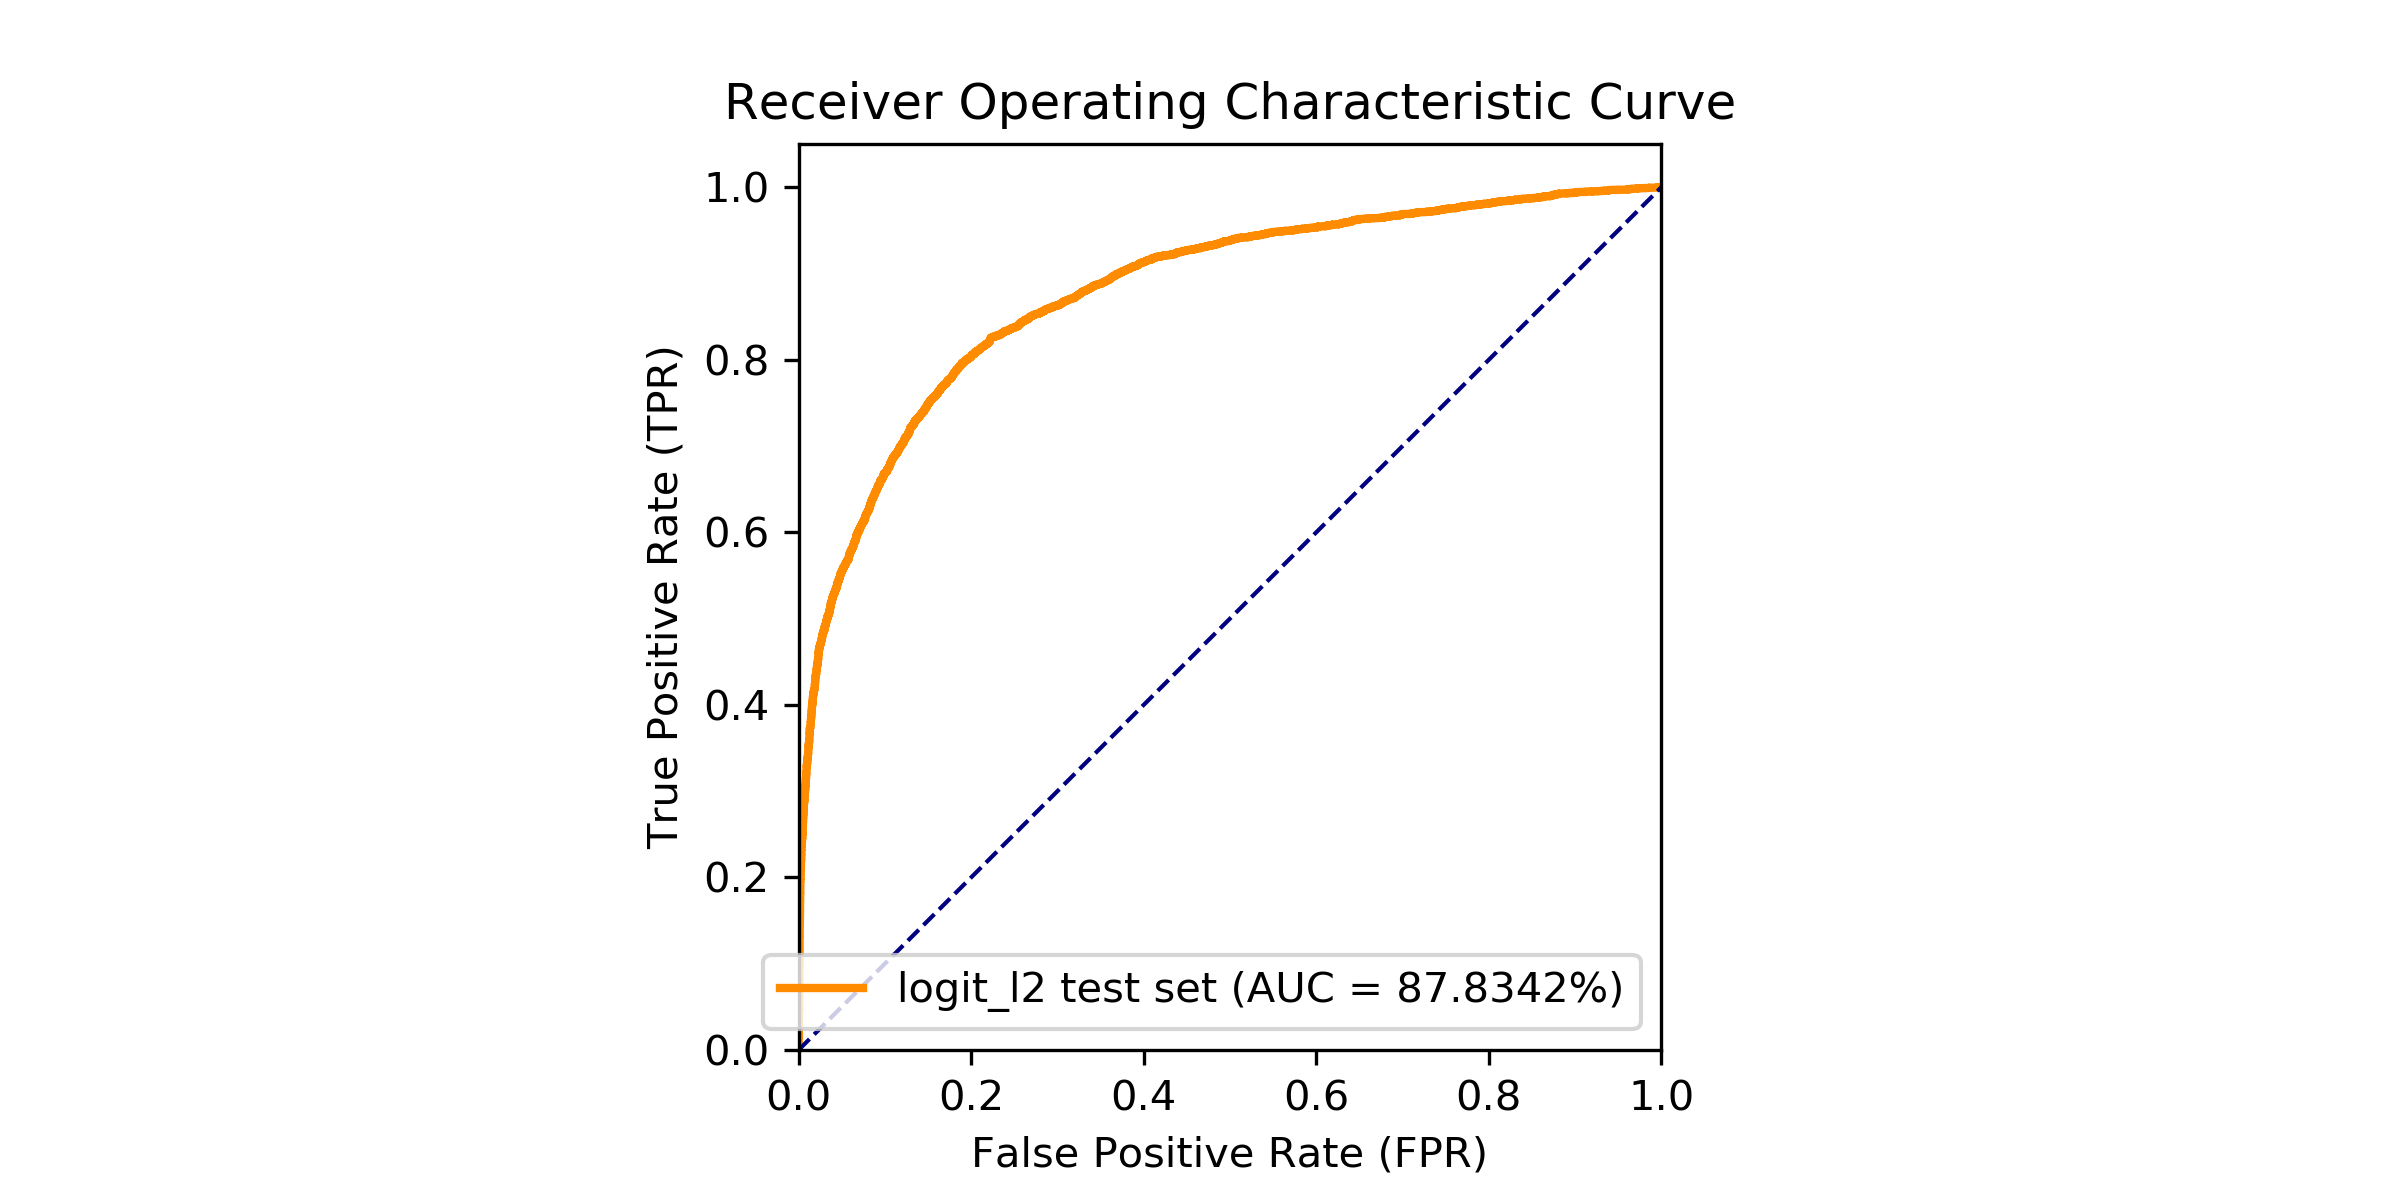 Receiver Operating Characteristic Curve
1.0
0.8
0.6
0.4
0.2
0.0
True Positive Rate (TPR)
logit_l2 test set (AUC = 87.8342%)
0.0 0.2 0.4 0.6 0.8 1.0
False Positive Rate (FPR)